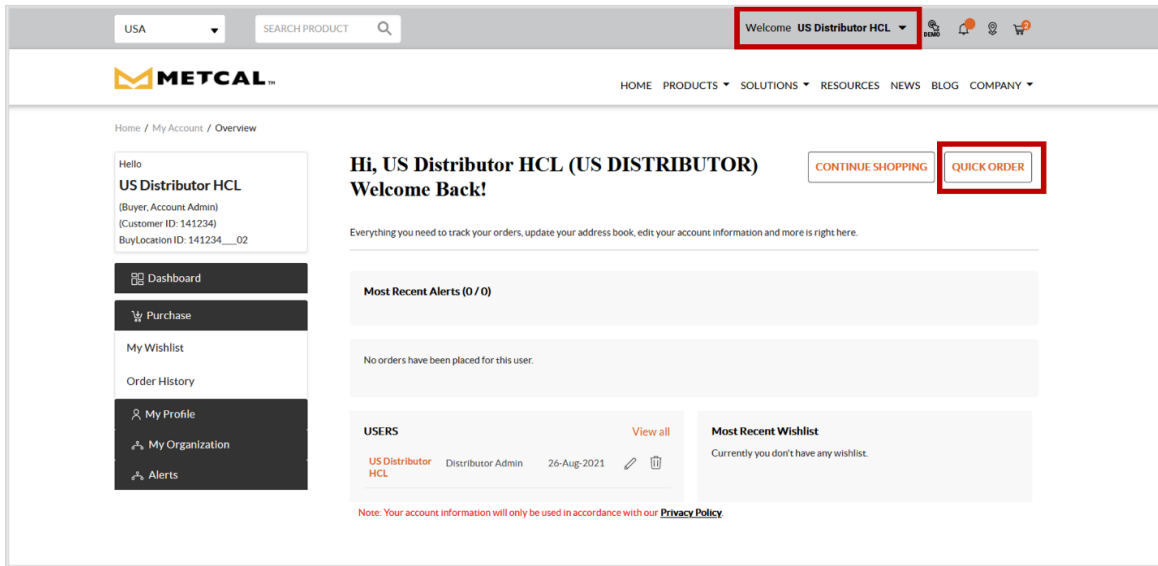 USA
SEARCH PRODUCT
Welcome US Distributor HCL
DEMO
2
METCAL™
HOME PRODUCTS SOLUTIONS RESOURCES NEWS BLOG COMPANY
Home / My Account / Overview
Hello
US Distributor HCL
(Buyer, Account Admin)
(Customer ID: 141234)
BuyLocation ID: 141234___02
Dashboard
Purchase
My Wishlist
Order History
My Profile
My Organization
Alerts
Hi, US Distributor HCL (US DISTRIBUTOR)
Welcome Back!
CONTINUE SHOPPING
QUICK ORDER
Everything you need to track your orders, update your address book, edit your account information and more is right here.
Most Recent Alerts (0 / 0)
No orders have been placed for this user.
USERS
View all
US Distributor
HCL
Distributor Admin
26-Aug-2021
Most Recent Wishlist
Currently you don't have any wishlist.
Note: Your account information will only be used in accordance with our Privacy Policy.